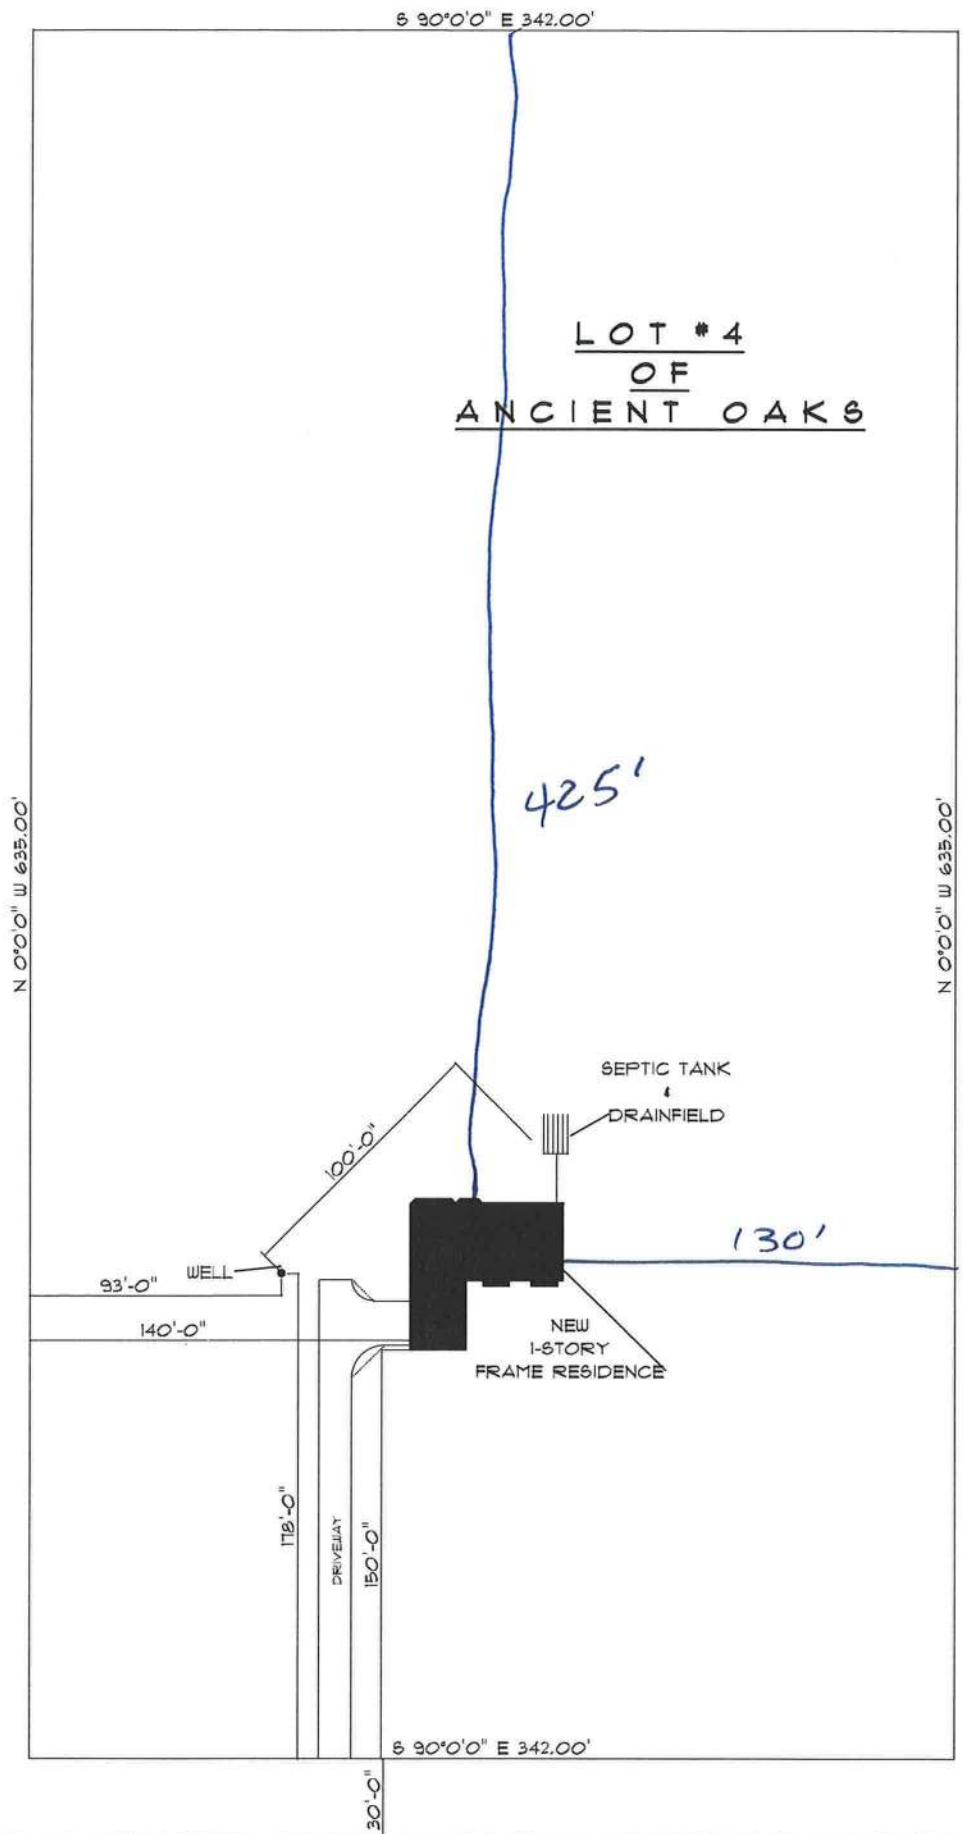 S 90°0'0" E 342.00'
LOT #4
OF
ANCIENT OAKS
425'
N 0°0'0" W 635.00'
N 0°0'0" W 635.00'
SEPTIC TANK
&
DRAINFIELD
100'-0"
130'
WELL
93'-0"
140'-0"
NEW
1-STORY
FRAME RESIDENCE
178'-0"
DRIVEWAY
150'-0"
S 90°0'0" E 342.00'
30'-0"